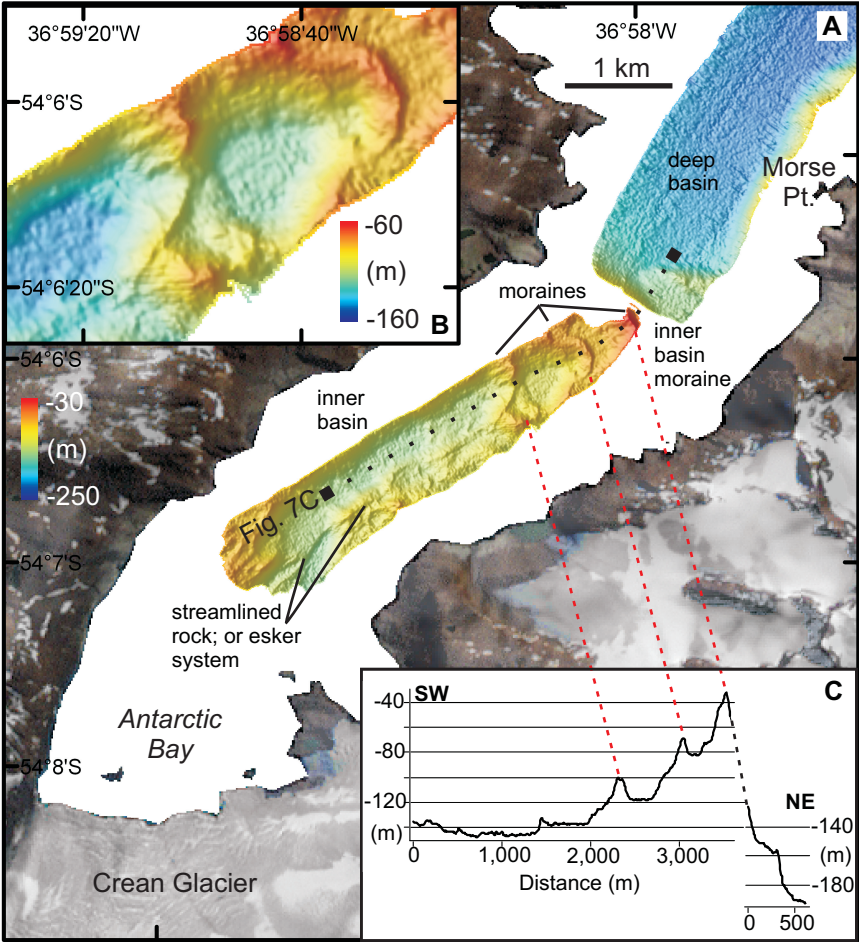 36°59'20"W
36°58'40"W
36°58'W
A
1 km
54°6'S
deep
basin
Morse
Pt.
-60
(m)
-160
54°6'20"S
B
moraines
54°6'S
inner
basin
moraine
inner
basin
-30
(m)
-250
Fig. 7C
54°7'S
streamlined
rock; or esker
system
Antarctic
Bay
54°8'S
Crean Glacier
SW
C
-40
-80
-120
(m)
NE
-140
(m)
-180
0
1,000
2,000
3,000
Distance (m)
0
500